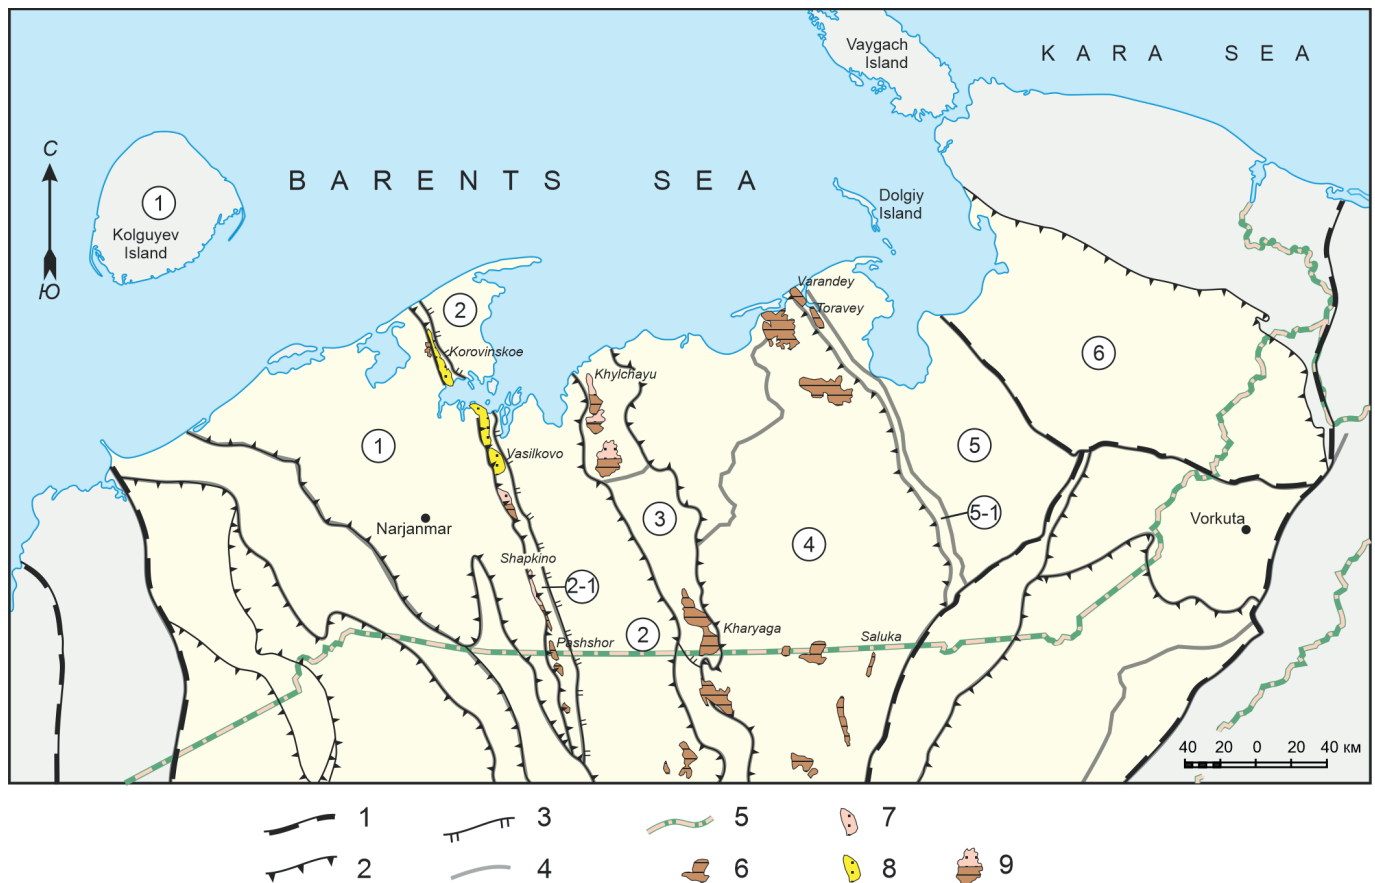 Vaygach
Island
KARA SEA
С
BARENTS SEA
1
Kolguyev
Island
Dolgiy
Island
Ю
Varandey
Toravey
2
Korovinskoe
6
Khylchayu
1
Vasilkovo
5
Narjanmar
3
5-1
Vorkuta
4
Shapkino
2-1
Pashshor
2
Kharyaga
Saluka
40 20 0 20 40 км
1
3
5
7
2
4
6
8
9